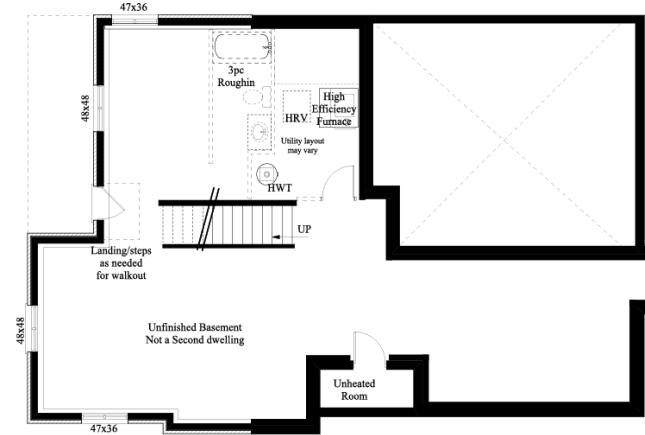 47x36
3pc
Roughin
48x48
High
Efficiency
Furnace
HRV
Utility layout
may vary
HWT
UP
Landing/steps
as needed
for walkout
48x48
Unfinished Basement
Not a Second dwelling
Unheated
Room
47x36